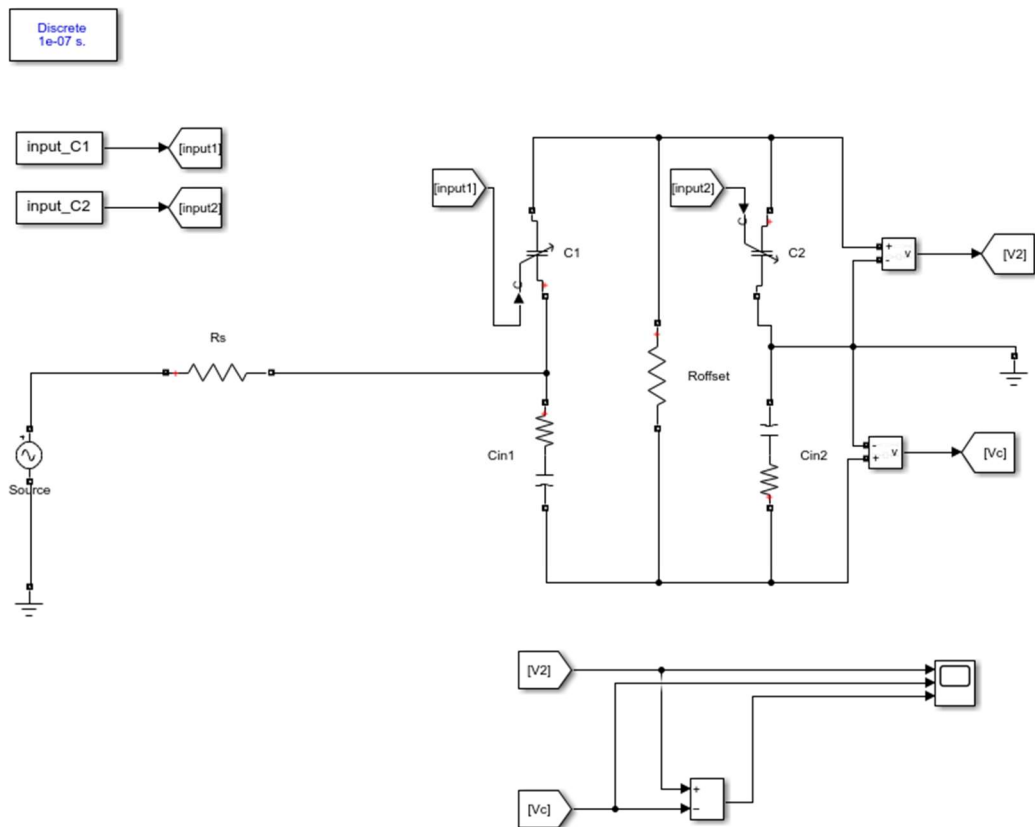 Discrete
1e-07 s.
input_C1
[input1]
input_C2
[input2]
[input1]
C
C1
[input2]
C
C2
+
-
v
[V2]
Rs
+
Roffset
+
Source
Cin1
Cin2
-
+
v
[Vc]
[V2]
[Vc]
+
-